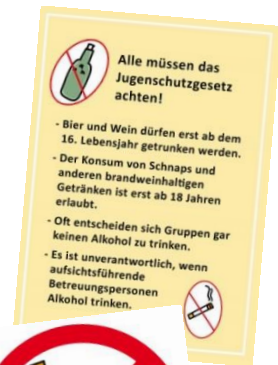 Alle müssen das
Jugenschutzgesetz
achten!
- Bier und Wein dürfen erst ab dem
16. Lebensjahr getrunken werden.
- Der Konsum von Schnaps und
anderen brandweinhaltigen
Getränken ist erst ab 18 Jahren
erlaubt.
- Oft entscheiden sich Gruppen gar
keinen Alkohol zu trinken.
- Es ist unverantwortlich, wenn
aufsichtsführende
Betreuungspersonen
Alkohol trinken.